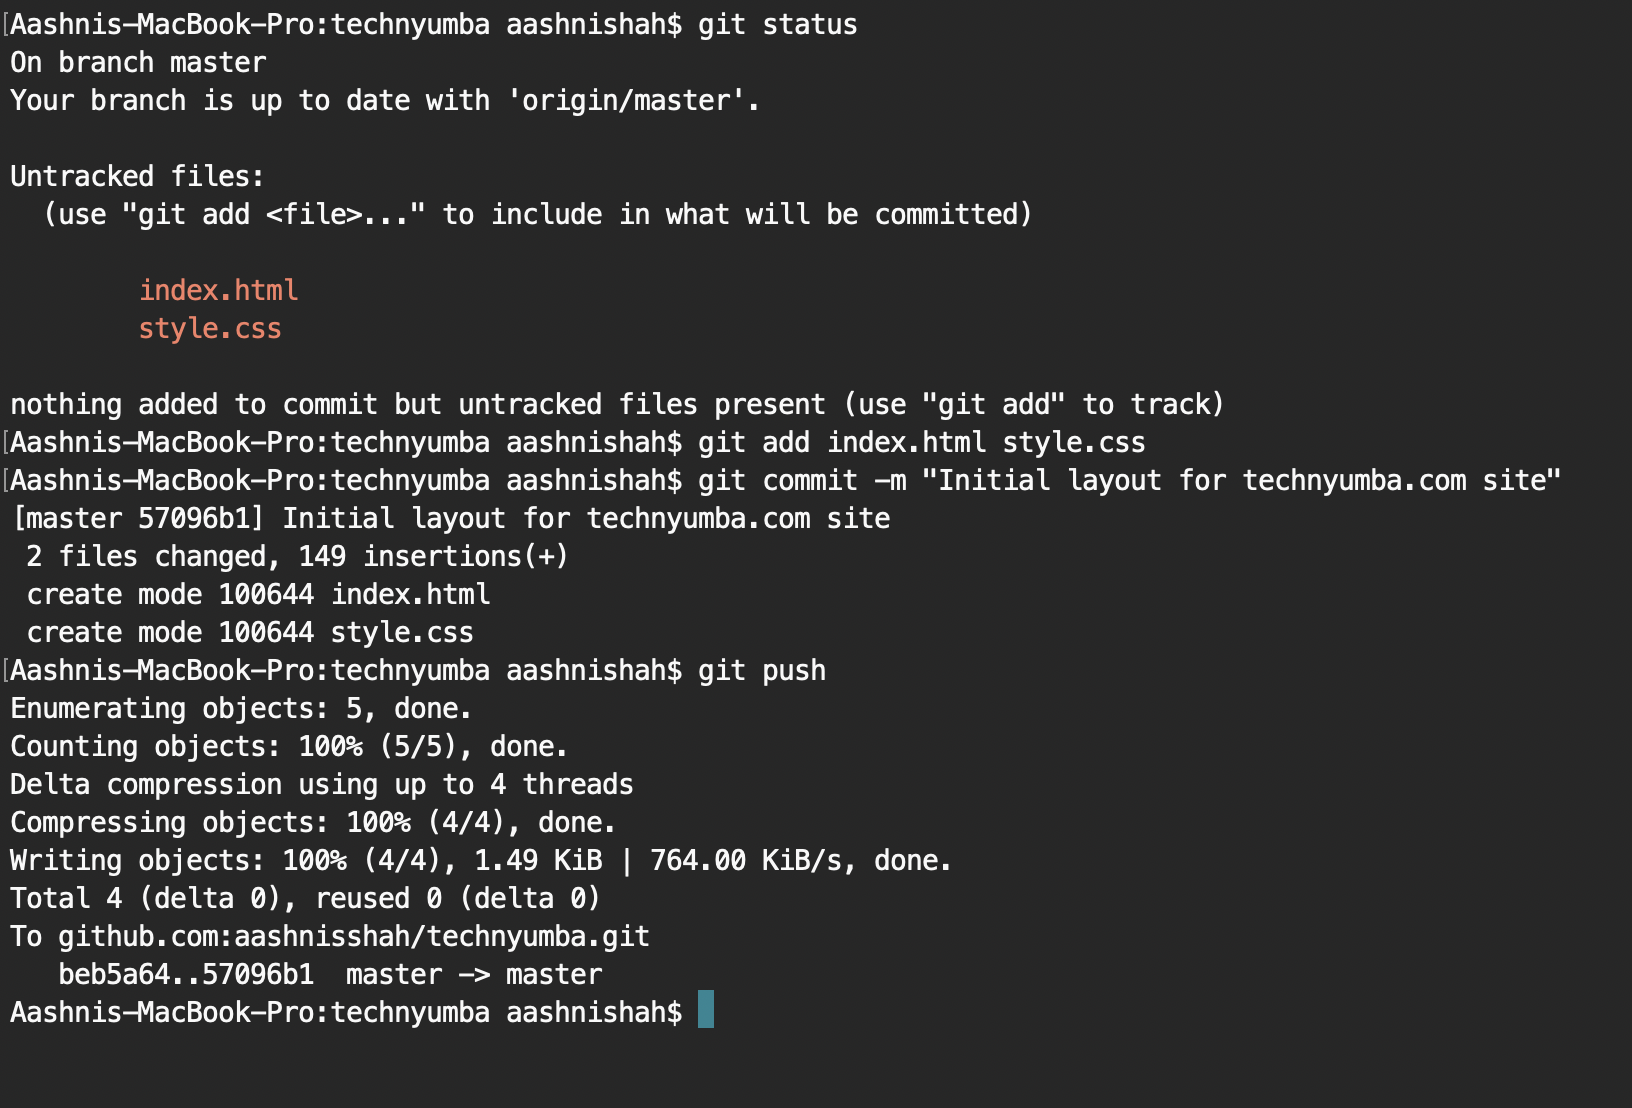 [Aashnis-MacBook-Pro:technyumba aashnishah$ git status
On branch master
Your branch is up to date with 'origin/master'.
Untracked files:
  (use "git add <file>..." to include in what will be committed)
        index.html
        style.css
nothing added to commit but untracked files present (use "git add" to track)
[Aashnis-MacBook-Pro:technyumba aashnishah$ git add index.html style.css
[Aashnis-MacBook-Pro:technyumba aashnishah$ git commit -m "Initial layout for technyumba.com site"
[master 57096b1] Initial layout for technyumba.com site
 2 files changed, 149 insertions(+)
 create mode 100644 index.html
 create mode 100644 style.css
[Aashnis-MacBook-Pro:technyumba aashnishah$ git push
Enumerating objects: 5, done.
Counting objects: 100% (5/5), done.
Delta compression using up to 4 threads
Compressing objects: 100% (4/4), done.
Writing objects: 100% (4/4), 1.49 KiB | 764.00 KiB/s, done.
Total 4 (delta 0), reused 0 (delta 0)
To github.com:aashnisshah/technyumba.git
   beb5a64..57096b1  master -> master
Aashnis-MacBook-Pro:technyumba aashnishah$